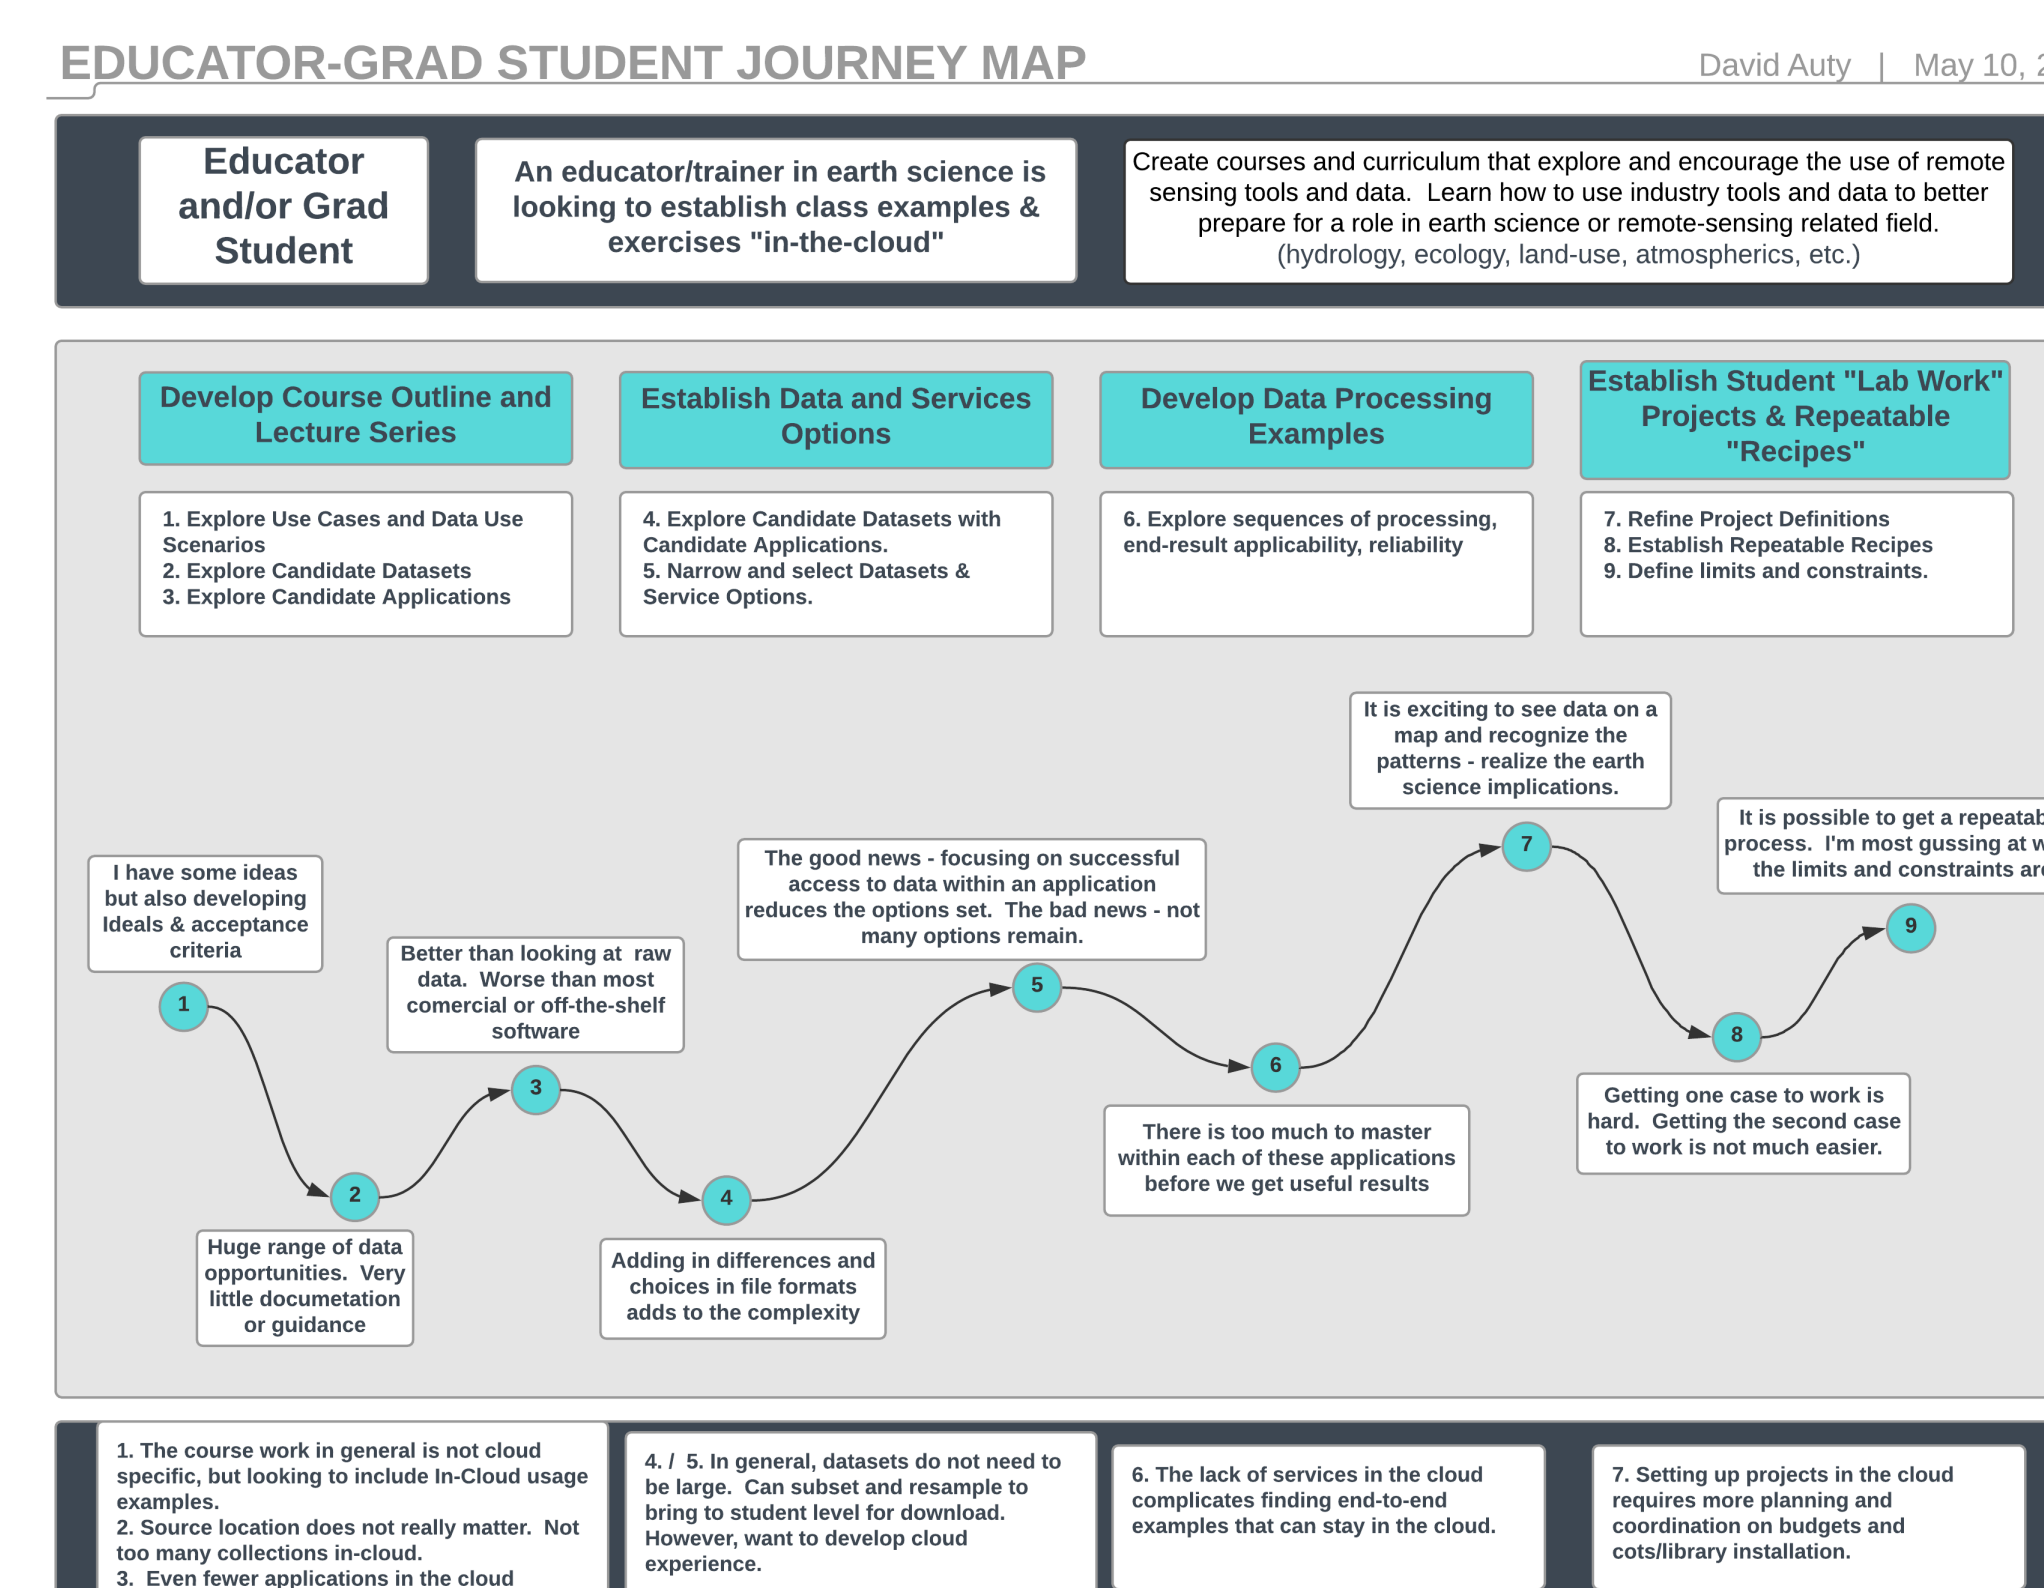 EDUCATOR-GRAD STUDENT JOURNEY MAP
David Auty | May 10,
Educator
and/or Grad
Student
An educator/trainer in earth science is
looking to establish class examples &
exercises "in-the-cloud"
Create courses and curriculum that explore and encourage the use of remote
sensing tools and data.  Learn how to use industry tools and data to better
prepare for a role in earth science or remote-sensing related field.
(hydrology, ecology, land-use, atmospherics, etc.)
Develop Course Outline and
Lecture Series
Establish Data and Services
Options
Develop Data Processing
Examples
Establish Student "Lab Work"
Projects & Repeatable
"Recipes"
1. Explore Use Cases and Data Use
Scenarios
2. Explore Candidate Datasets
3. Explore Candidate Applications
4. Explore Candidate Datasets with
Candidate Applications.
5. Narrow and select Datasets &
Service Options.
6. Explore sequences of processing,
end-result applicability, reliability
7. Refine Project Definitions
8. Establish Repeatable Recipes
9. Define limits and constraints.
I have some ideas
but also developing
Ideals & acceptance
criteria
1
2
Huge range of data
opportunities.  Very
little documetation
or guidance
Better than looking at  raw
data.  Worse than most
comercial or off-the-shelf
software
3
4
Adding in differences and
choices in file formats
adds to the complexity
The good news - focusing on successful
access to data within an application
reduces the options set.  The bad news - not
many options remain.
5
6
There is too much to master
within each of these applications
before we get useful results
It is exciting to see data on a
map and recognize the
patterns - realize the earth
science implications.
7
8
Getting one case to work is
hard.  Getting the second case
to work is not much easier.
It is possible to get a
process.  I'm most gussing at
the limits and constraints
9
1. The course work in general is not cloud
specific, but looking to include In-Cloud usage
examples.
2. Source location does not really matter.  Not
too many collections in-cloud.
3.  Even fewer applications in the cloud
4. /  5. In general, datasets do not need to
be large.  Can subset and resample to
bring to student level for download.
However, want to develop cloud
experience.
6. The lack of services in the cloud
complicates finding end-to-end
examples that can stay in the cloud.
7. Setting up projects in the cloud
requires more planning and
coordination on budgets and
cots/library installation.